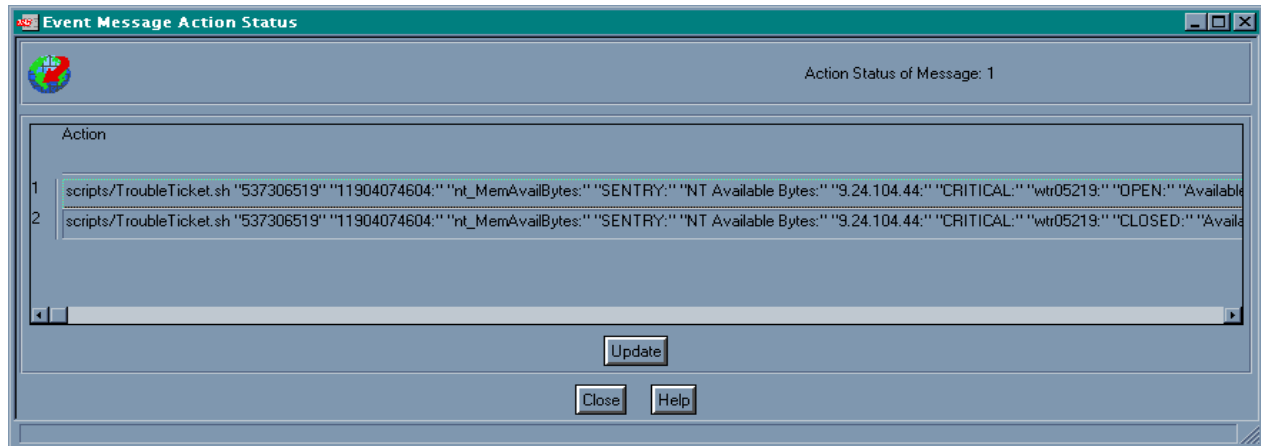 Event Message Action Status
Action Status of Message: 1
Action
1 scripts/TroubleTicket.sh "537306519" "11904074604:" "nt_MemAvailBytes:" "SENTRY:" "NT Available Bytes:" "9.24.104.44:" "CRITICAL:" "wtr05219:" "OPEN:" "Available
2 scripts/TroubleTicket.sh "537306519" "11904074604:" "nt_MemAvailBytes:" "SENTRY:" "NT Available Bytes:" "9.24.104.44:" "CRITICAL:" "wtr05219:" "CLOSED:" "Availa
Update
Close Help